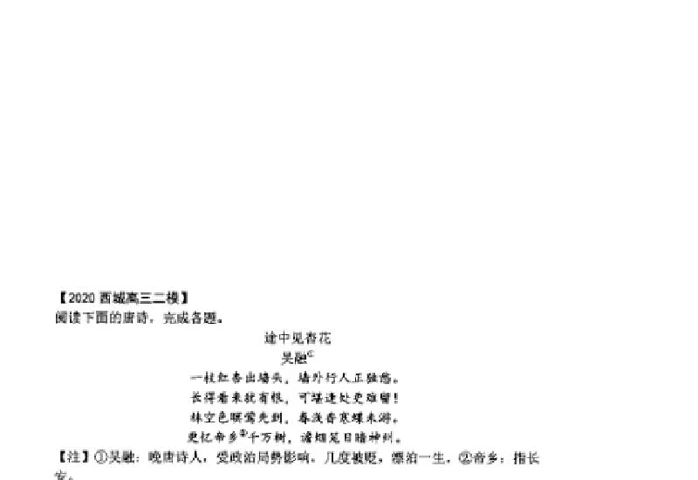 【2020西城高三二模】
阅读下面的唐诗，完成各题。
途中见杏花
吴融①
一枝红杏出墙头，墙外行人正独愁。
长得看来犹有恨，可堪逢处更难留！
林空色暝莺先到，春浅香寒蝶未游。
更忆帝乡②千万树，澹烟笼日暗神州。
【注】①吴融：晚唐诗人，受政治局势影响，几度被贬，漂泊一生。②帝乡：指长
安。